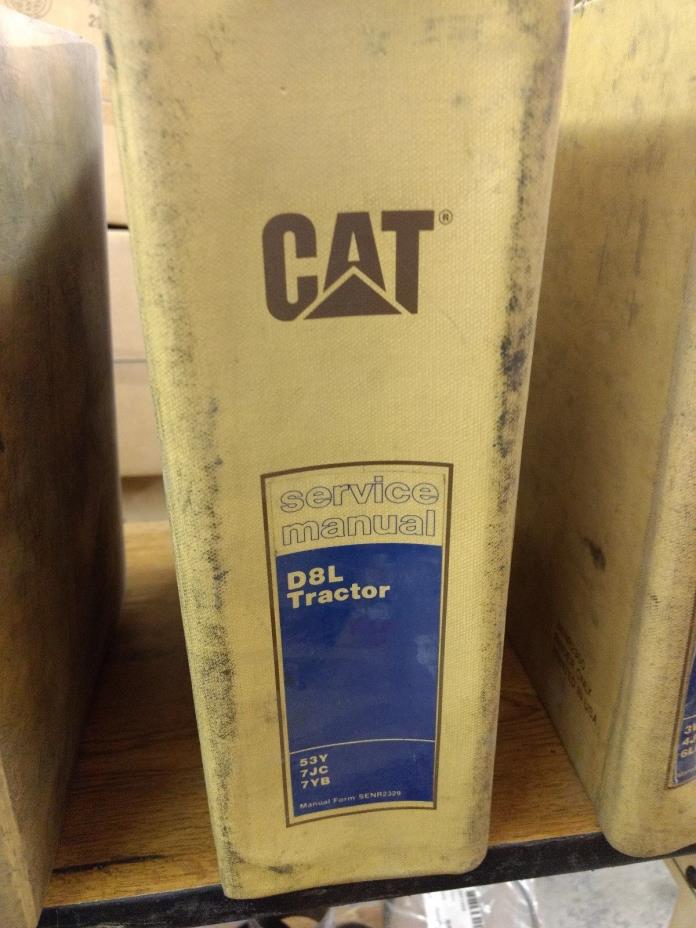 CAT®
service
manual
D8L
Tractor
53Y
7JC
7YB
Manual Form SENR2329